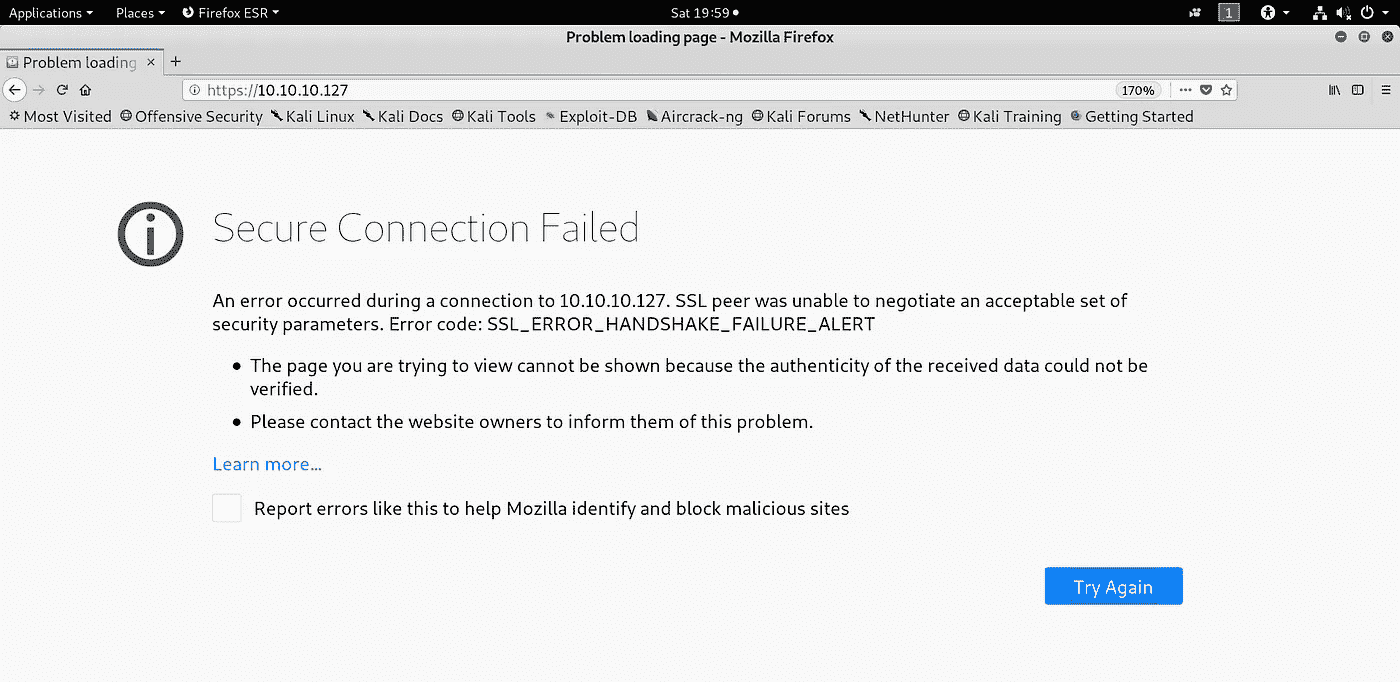 Applications Places Firefox ESR Sat 19:59 1
Problem loading page - Mozilla Firefox
Problem loading
https://10.10.10.127 170%
Most Visited Offensive Security Kali Linux Kali Docs Kali Tools Exploit-DB Aircrack-ng Kali Forums NetHunter Kali Training Getting Started
Secure Connection Failed
An error occurred during a connection to 10.10.10.127. SSL peer was unable to negotiate an acceptable set of
security parameters. Error code: SSL_ERROR_HANDSHAKE_FAILURE_ALERT
• The page you are trying to view cannot be shown because the authenticity of the received data could not be
verified.
• Please contact the website owners to inform them of this problem.
Learn more...
Report errors like this to help Mozilla identify and block malicious sites
Try Again